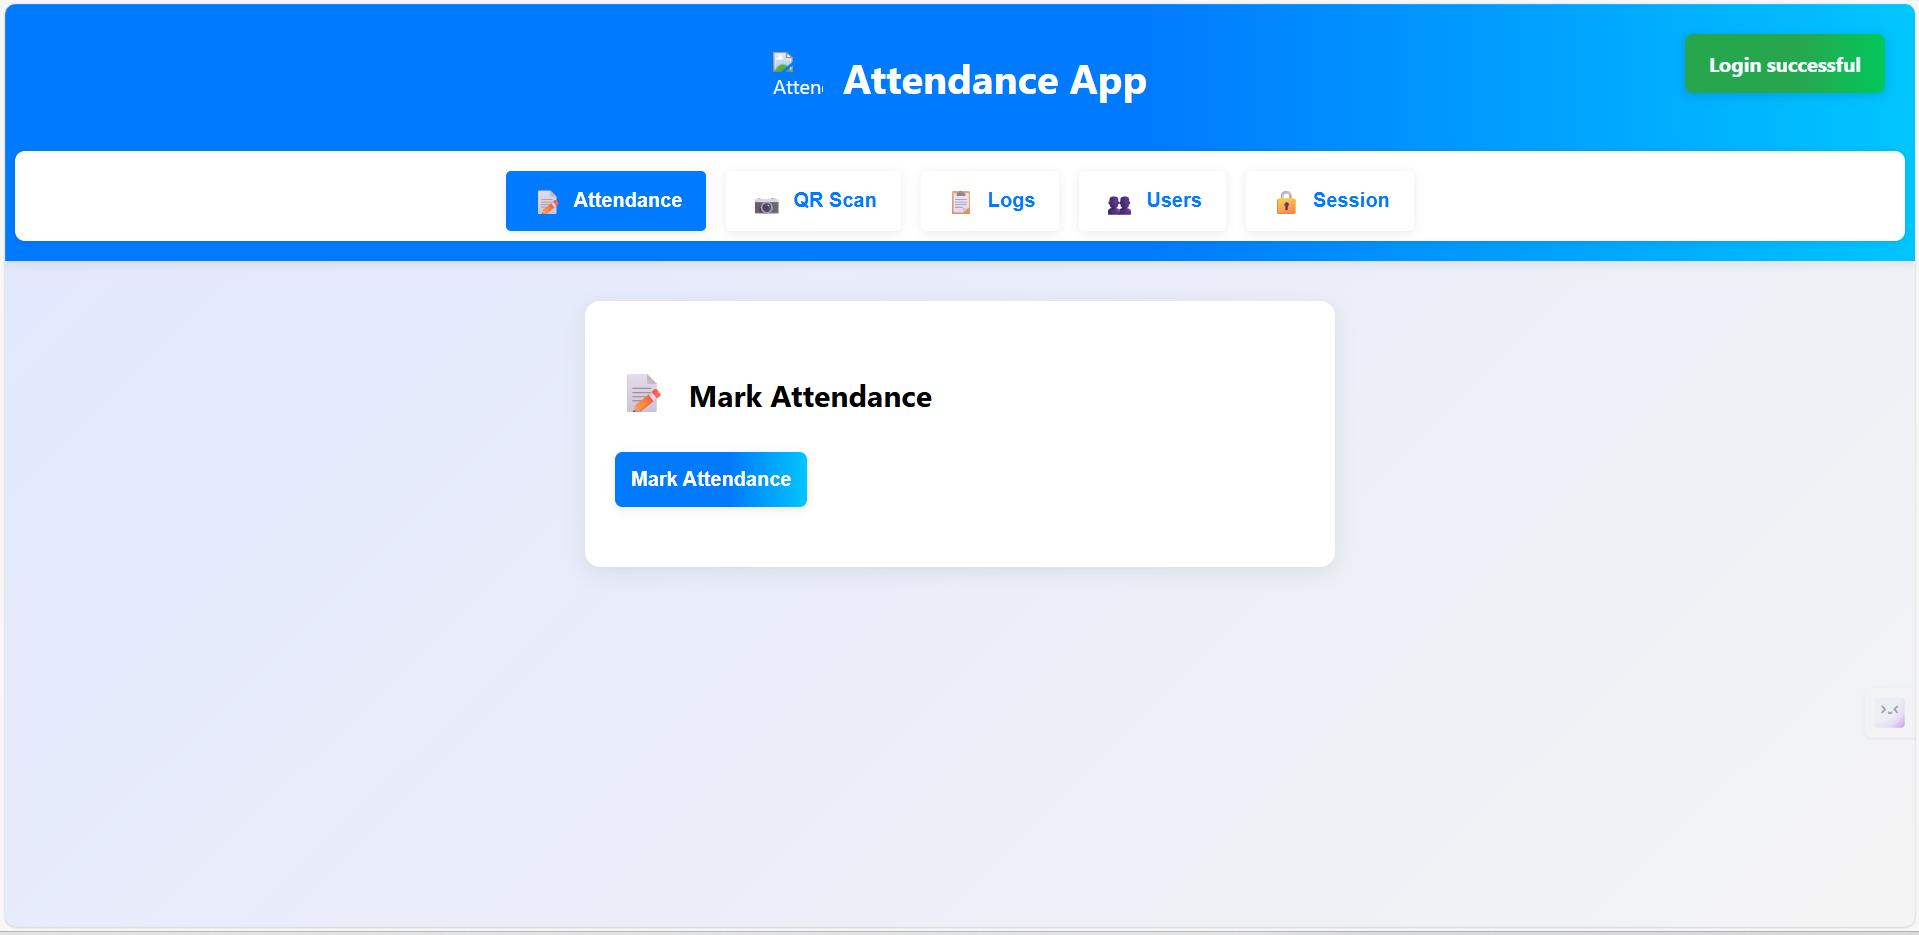 Atten
Attendance App
Login successful
Attendance
QR Scan
Logs
Users
Session
Mark Attendance
Mark Attendance